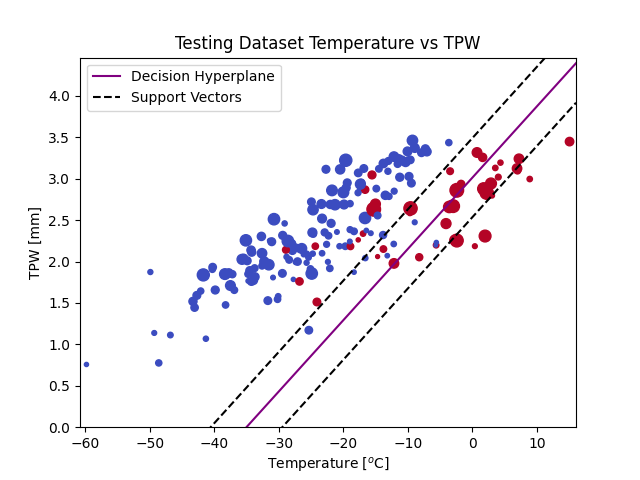 Testing Dataset Temperature vs TPW
Decision Hyperplane
Support Vectors
TPW [mm]
4.0
3.5
3.0
2.5
2.0
1.5
1.0
0.5
0.0
−60 −50 −40 −30 −20 −10 0 10
Temperature [°C]